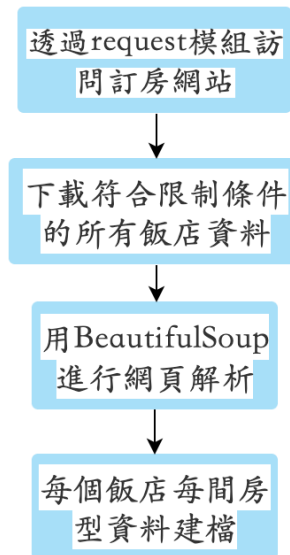 透過request模組訪
問訂房網站
下載符合限制條件
的所有飯店資料
用BeautifulSoup
進行網頁解析
每個飯店每間房
型資料建檔